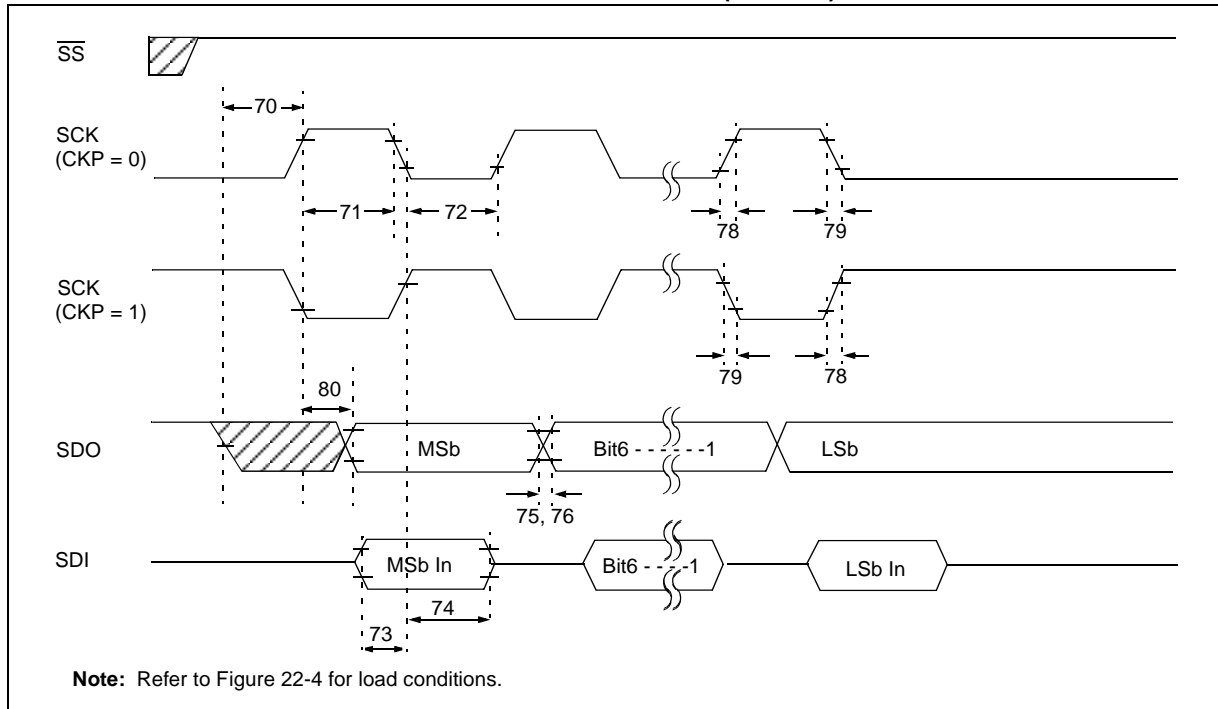 SS
70
SCK
(CKP = 0)
71
72
78
79
SCK
(CKP = 1)
79
78
80
SDO
MSb
Bit6 - - - - - -1
LSb
75, 76
SDI
MSb In
Bit6 - - - - -1
LSb In
74
73
Note: Refer to Figure 22-4 for load conditions.